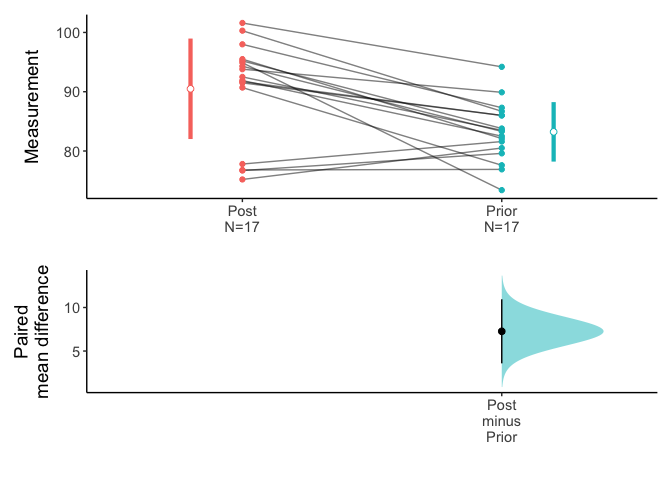 Measurement
100
90
80
Post
N=17
Prior
N=17
Paired
mean difference
10
5
Post
minus
Prior